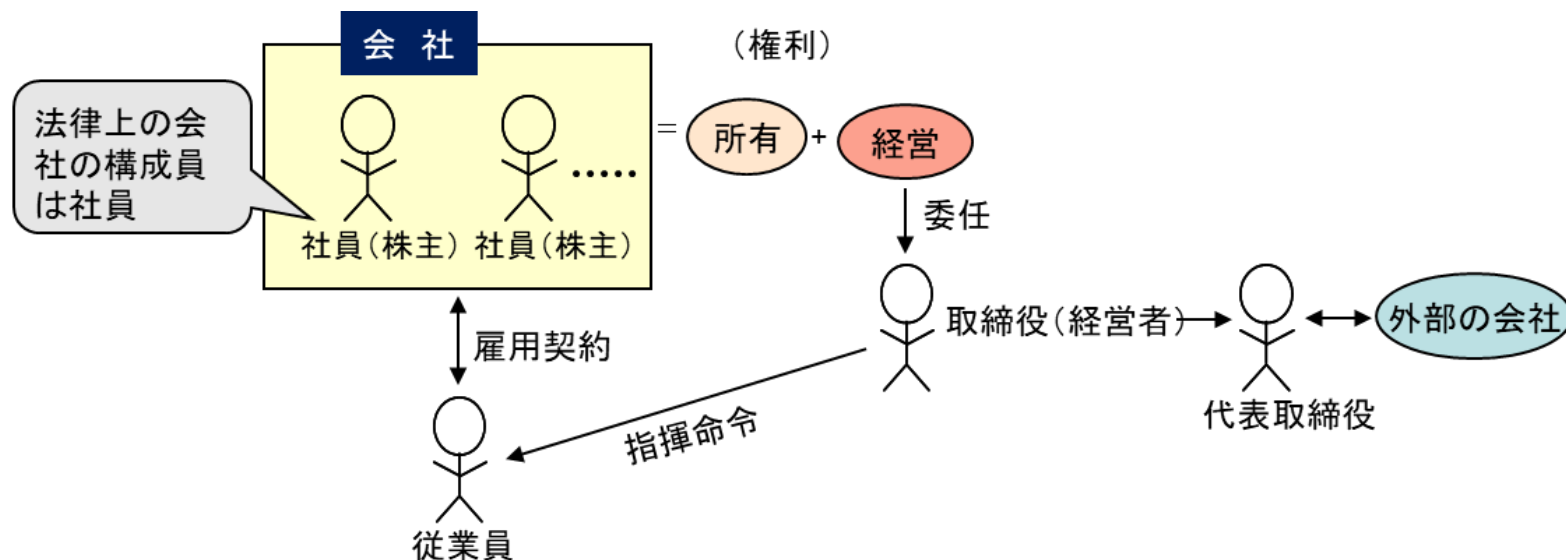 会 社
(権利)
法律上の会
社の構成員
は社員
=
所有
+
経営
•••••
社員(株主)
社員(株主)
委任
取締役(経営者)
外部の会社
雇用契約
代表取締役
指揮命令
従業員